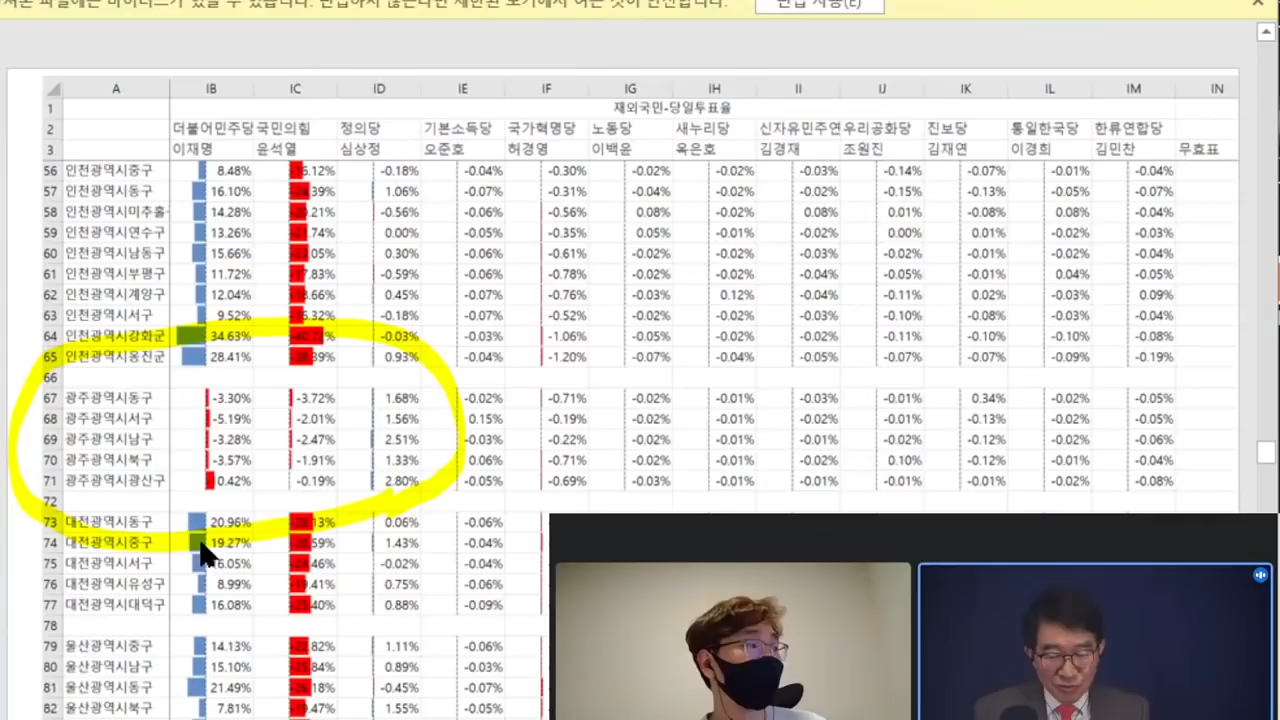 편집 사용(E)
A IB IC ID IE IF IG IH II IJ IK IL IM IN
1 재외국민-당일투표율
2 더불어민주당 국민의힘 정의당 기본소득당 국가혁명당 노동당 새누리당 신자유민주연 우리공화당 진보당 통일한국당 한류연합당
3 이재명 윤석열 심상정 오준호 허경영 이백윤 옥은호 김경재 조원진 김재연 이경희 김민찬 무효표
56 인천광역시중구 8.48% -0.18% -0.04% -0.30% -0.02% -0.02% -0.03% -0.14% -0.07% -0.01% -0.04%
57 인천광역시동구 16.10% 1.06% -0.06% -0.31% -0.04% -0.02% -0.02% -0.15% -0.13% -0.05% -0.07%
58 인천광역시미추홀 14.28% -0.56% -0.06% -0.56% 0.08% -0.02% 0.08% 0.01% -0.08% 0.08% -0.04%
59 인천광역시연수구 13.26% 0.00% -0.05% -0.35% 0.05% -0.01% -0.02% 0.00% 0.01% -0.02% -0.03%
60 인천광역시남동구 15.66% 0.30% -0.06% -0.61% -0.02% -0.02% -0.03% -0.04% -0.01% -0.02% -0.04%
61 인천광역시부평구 11.72% -0.59% -0.06% -0.78% -0.02% -0.02% -0.04% -0.05% -0.01% 0.04% -0.05%
62 인천광역시계양구 12.04% 0.45% -0.07% -0.76% -0.03% 0.12% -0.04% -0.11% 0.02% -0.03% 0.09%
63 인천광역시서구 9.52% -0.18% -0.07% -0.52% -0.02% -0.02% -0.03% -0.10% -0.08% -0.03% -0.04%
64 인천광역시강화군 34.63% -0.03% -0.03% -1.06% -0.05% -0.02% -0.05% -0.11% -0.10% -0.10% -0.08%
65 인천광역시옹진군 28.41% 0.93% -0.04% -1.20% -0.07% -0.04% -0.05% -0.07% -0.07% -0.09% -0.19%
66
67 광주광역시동구 -3.30% -3.72% 1.68% -0.02% -0.71% -0.02% -0.01% -0.03% -0.01% 0.34% -0.02% -0.05%
68 광주광역시서구 -5.19% -2.01% 1.56% 0.15% -0.19% -0.02% -0.01% -0.01% -0.01% -0.13% -0.02% -0.05%
69 광주광역시남구 -3.28% -2.47% 2.51% -0.03% -0.22% -0.02% -0.01% -0.01% -0.02% -0.12% -0.02% -0.06%
70 광주광역시북구 -3.57% -1.91% 1.33% 0.06% -0.71% -0.02% -0.01% -0.02% 0.10% -0.12% -0.01% -0.04%
71 광주광역시광산구 0.42% -0.19% 2.80% -0.05% -0.69% -0.03% -0.01% -0.02% -0.01% -0.01% -0.02% -0.08%
72
73 대전광역시동구 20.96% 0.06% -0.06%
74 대전광역시중구 19.27% 1.43% -0.04%
75 대전광역시서구 -0.02% -0.04%
76 대전광역시유성구 8.99% 0.75% -0.06%
77 대전광역시대덕구 16.08% 0.88% -0.09%
78
79 울산광역시중구 14.13% 1.11% -0.06%
80 울산광역시남구 15.10% 0.89% -0.03%
81 울산광역시동구 21.49% -0.45% -0.07%
82 울산광역시북구 7.81% 1.55% -0.05%